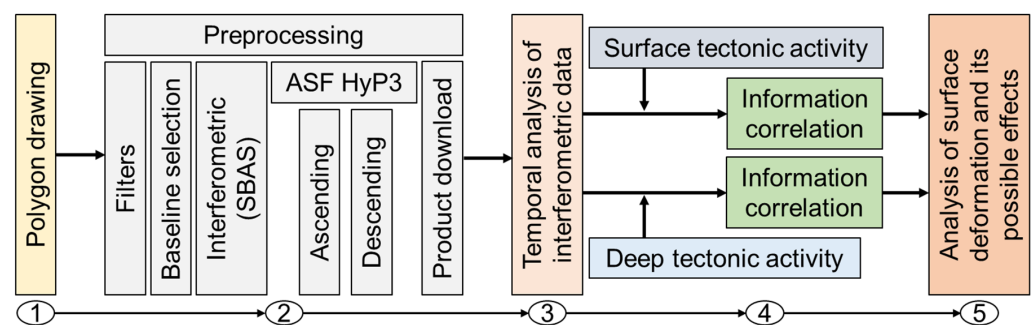 Polygon drawing
Preprocessing
Filters
Baseline selection
Interferometric
(SBAS)
ASF HyP3
Ascending
Descending
Product download
Temporal analysis of
interferometric data
Surface tectonic activity
Information
correlation
Information
correlation
Deep tectonic activity
Analysis of surface
deformation and its
possible effects
1
2
3
4
5